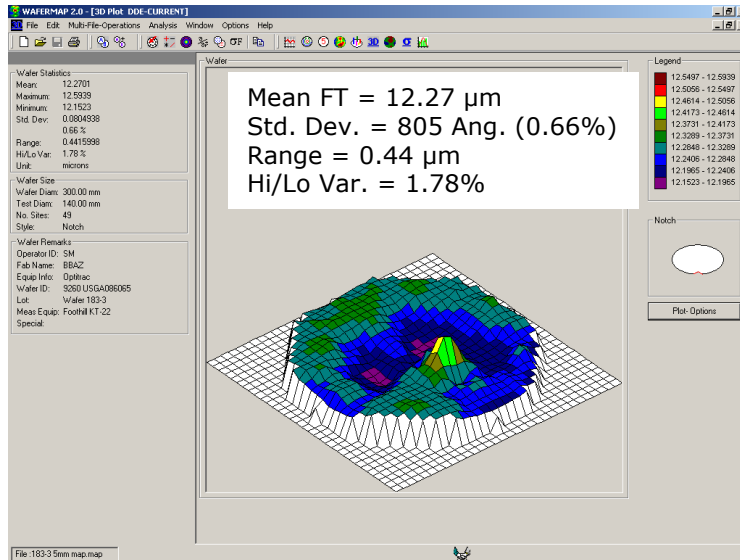 WAFERMAP 2.0 - [3D Plot DDE-CURRENT]
File Edit Multi-File-Operations Analysis Window Options Help
σF 3D σ
Wafer Statistics
Mean: 12.2701
Maximum: 12.5939
Minimum: 12.1523
Std. Dev: 0.0804938
0.66 %
Range: 0.4415998
Hi/Lo Var: 1.78 %
Unit: microns
Wafer Size
Wafer Diam: 300.00 mm
Test Diam: 140.00 mm
No. Sites: 49
Style: Notch
Wafer Remarks
Operator ID: SM
Fab Name: BBAZ
Equip Info: Optitrac
Wafer ID: 9260 USGA086065
Lot: Wafer 183-3
Meas Equip: Foothill KT-22
Special:
Wafer
Mean FT = 12.27 µm
Std. Dev. = 805 Ang. (0.66%)
Range = 0.44 µm
Hi/Lo Var. = 1.78%
Legend
12.5497 - 12.5939
12.5056 - 12.5497
12.4614 - 12.5056
12.4173 - 12.4614
12.3731 - 12.4173
12.3289 - 12.3731
12.2848 - 12.3289
12.2406 - 12.2848
12.1965 - 12.2406
12.1523 - 12.1965
Notch
Plot- Options
File :183-3 5mm map.map